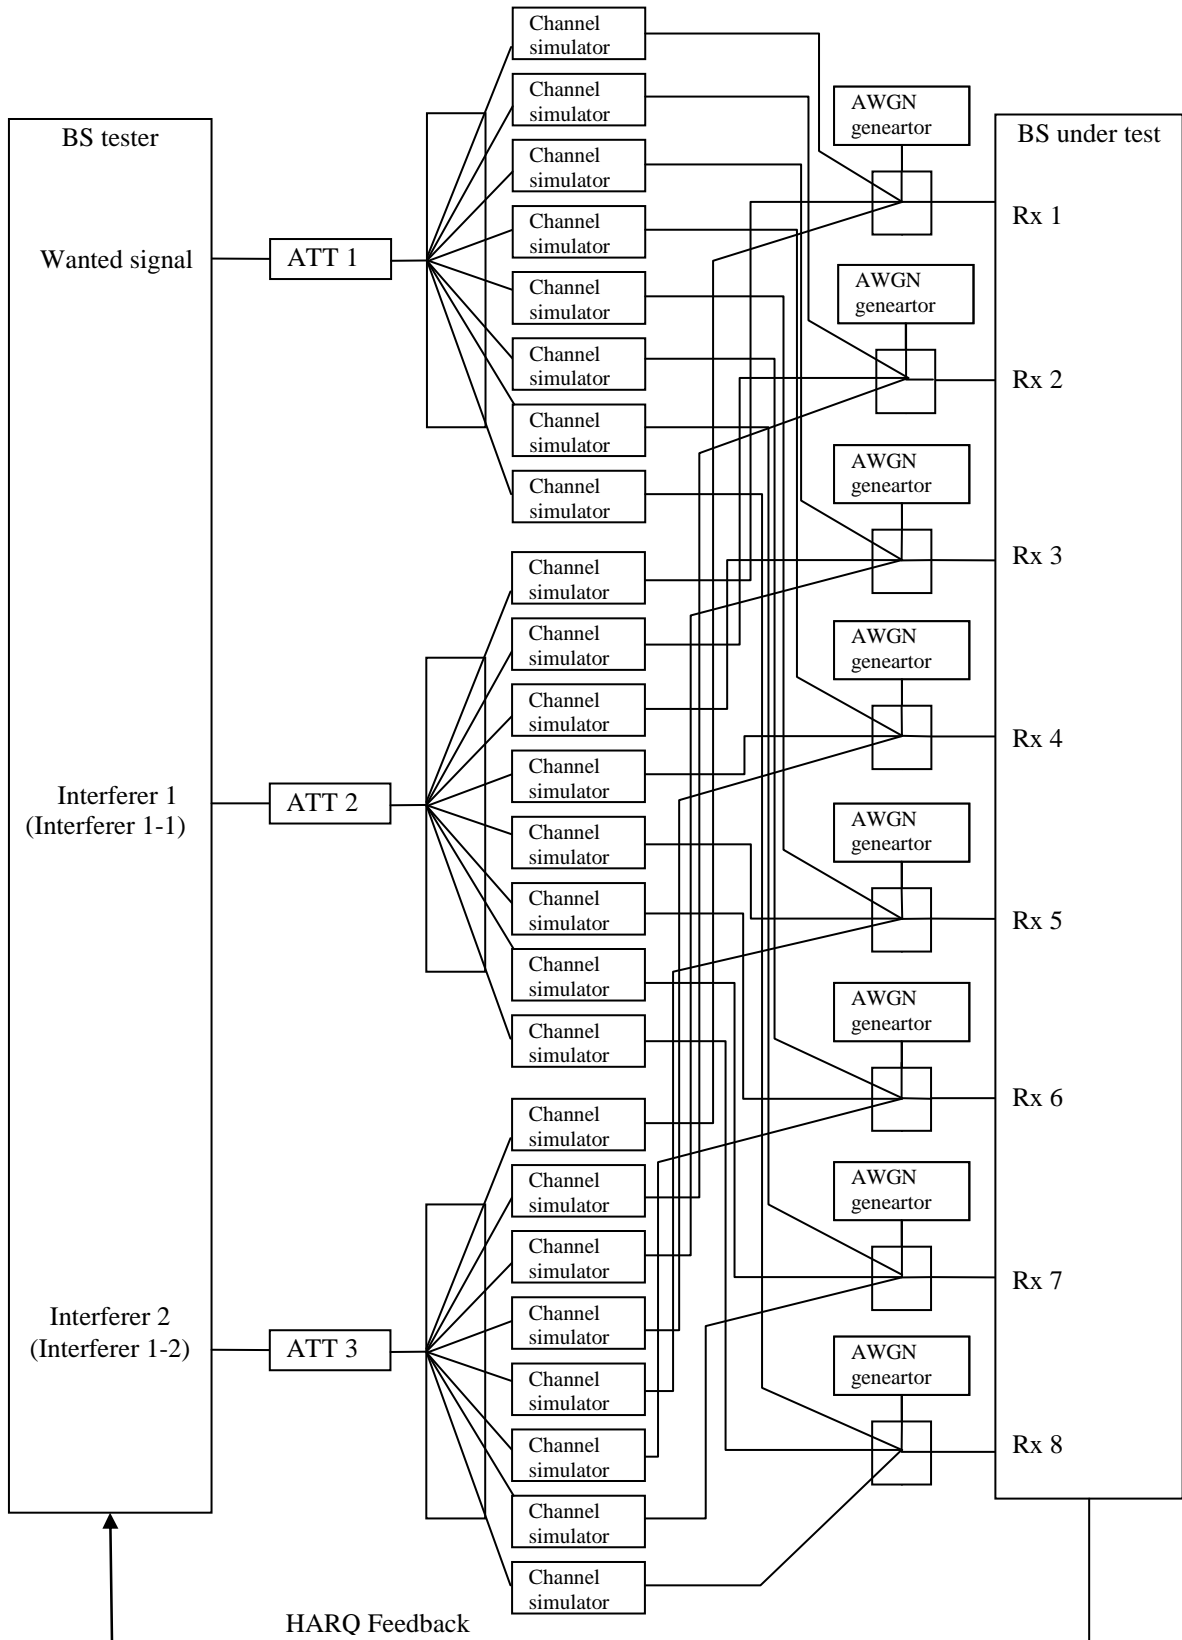 BS tester
Wanted signal
Interferer 1
(Interferer 1-1)
Interferer 2
(Interferer 1-2)
ATT 1
ATT 2
ATT 3
Channel
simulator
Channel
simulator
Channel
simulator
Channel
simulator
Channel
simulator
Channel
simulator
Channel
simulator
Channel
simulator
Channel
simulator
Channel
simulator
Channel
simulator
Channel
simulator
Channel
simulator
Channel
simulator
Channel
simulator
Channel
simulator
Channel
simulator
Channel
simulator
Channel
simulator
Channel
simulator
Channel
simulator
Channel
simulator
Channel
simulator
Channel
simulator
AWGN
geneartor
AWGN
geneartor
AWGN
geneartor
AWGN
geneartor
AWGN
geneartor
AWGN
geneartor
AWGN
geneartor
AWGN
geneartor
BS under test
Rx 1
Rx 2
Rx 3
Rx 4
Rx 5
Rx 6
Rx 7
Rx 8
HARQ Feedback